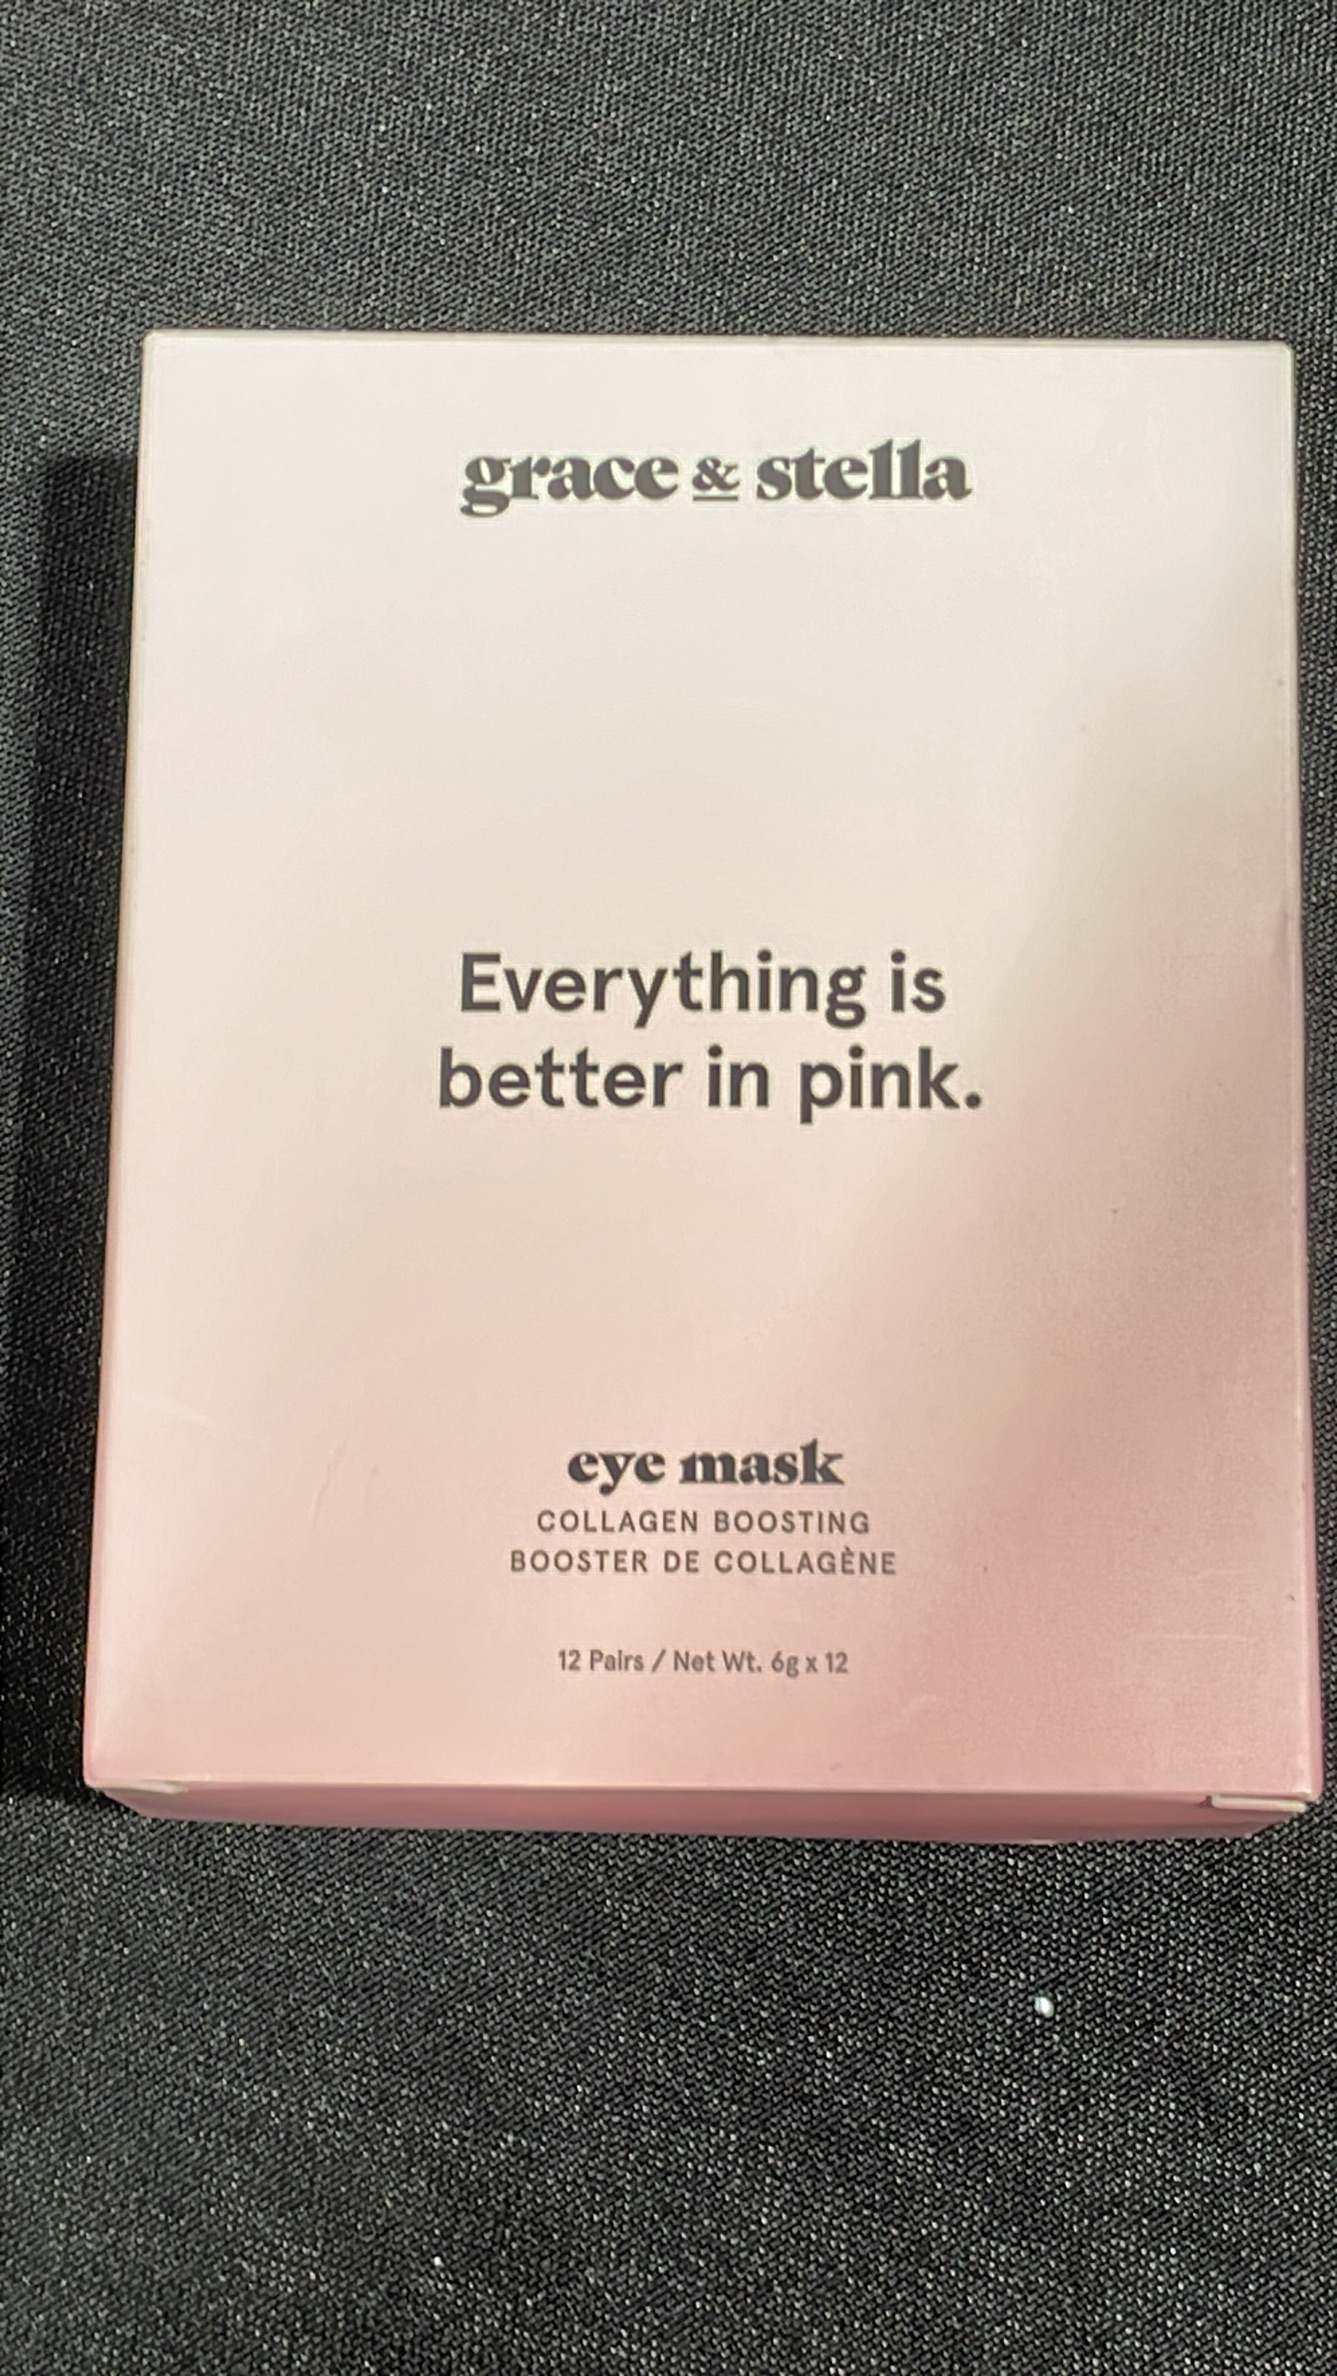 grace & stella
Everything is
better in pink.
eye mask
COLLAGEN BOOSTING
BOOSTER DE COLLAGÈNE
12 Pairs / Net Wt. 6g x 12